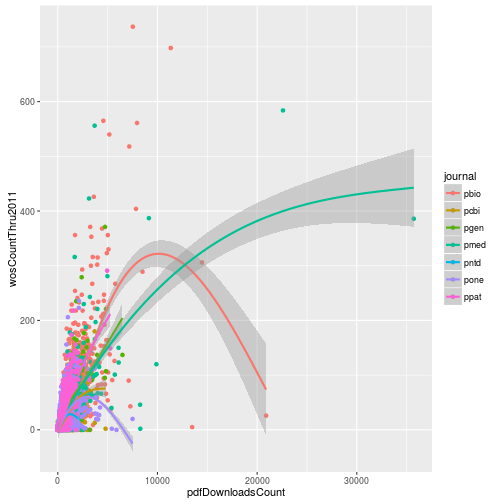 600
400
200
0
wosCountThru2011
0
10000
20000
30000
pdfDownloadsCount
journal
pbio
pcbi
pgen
pmed
pntd
pone
ppat